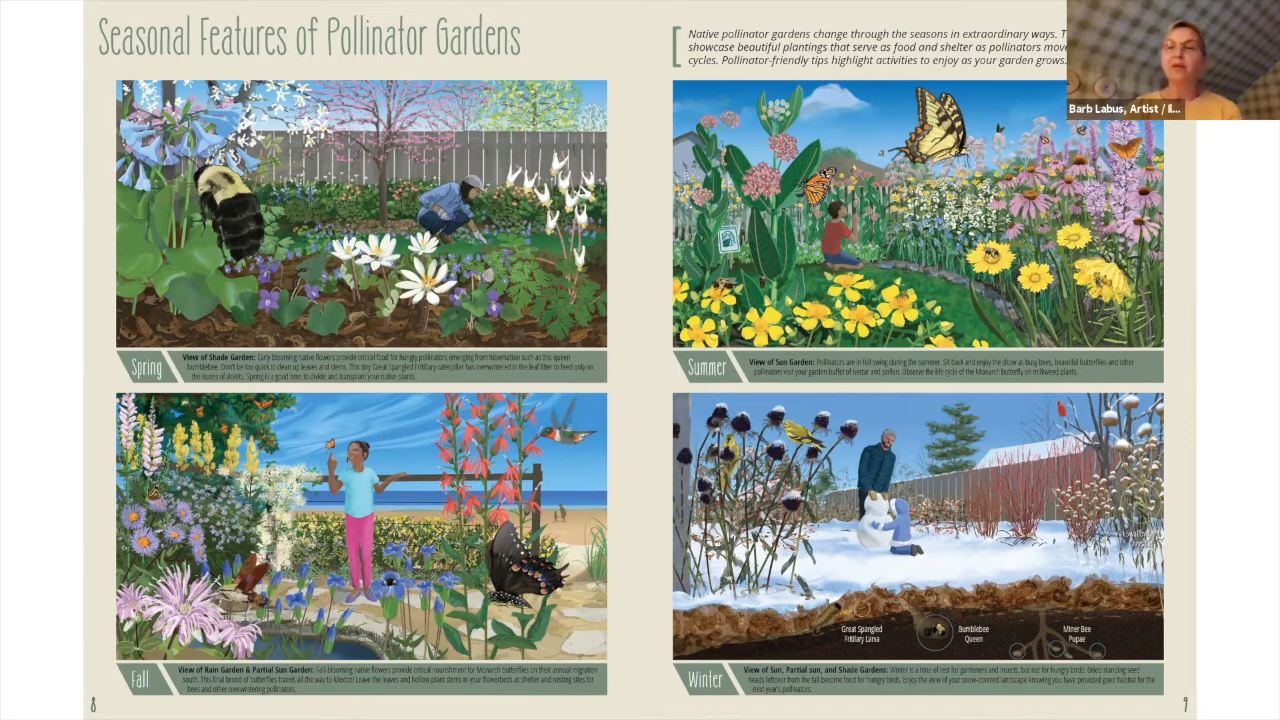 Seasonal Features of Pollinator Gardens
Native pollinator gardens change through the seasons in extraordinary ways. T
showcase beautiful plantings that serve as food and shelter as pollinators move
cycles. Pollinator-friendly tips highlight activities to enjoy as your garden grows.
Barb Labus, Artist / Il...
Spring
View of Shade Garden: Early blooming native flowers provide critical food for hungry pollinators emerging from hibernation such as this queen
bumblebee. Don't be too quick to clean up leaves and stems. This tiny Great Spangled Fritillary caterpillar has overwintered in the leaf litter to feed only on
the leaves of violets. Spring is a good time to divide and transplant your native plants.
Summer
View of Sun Garden: Pollinators are in full swing during the summer. Sit back and enjoy the show as busy bees, beautiful butterflies and other
pollinators visit your garden buffet of nectar and pollen. Observe the life cycle of the Monarch butterfly on milkweed plants.
Fall
View of Rain Garden & Partial Sun Garden: Fall-blooming native flowers provide critical nourishment for Monarch butterflies on their annual migration
south. This final brood of butterflies travels all the way to Mexico! Leave the leaves and hollow plant stems in your flowerbeds as shelter and nesting sites for
bees and other overwintering pollinators.
Great Spangled
Fritillary Larva
Bumblebee
Queen
Miner Bee
Pupae
Winter
View of Sun, Partial sun, and Shade Gardens: Winter is a time of rest for gardeners and insects, but not for hungry birds! Dried standing seed
heads leftover from the fall become food for hungry birds. Enjoy the view of your snow-covered landscape knowing you have provided good habitat for the
next year's pollinators.
8
9